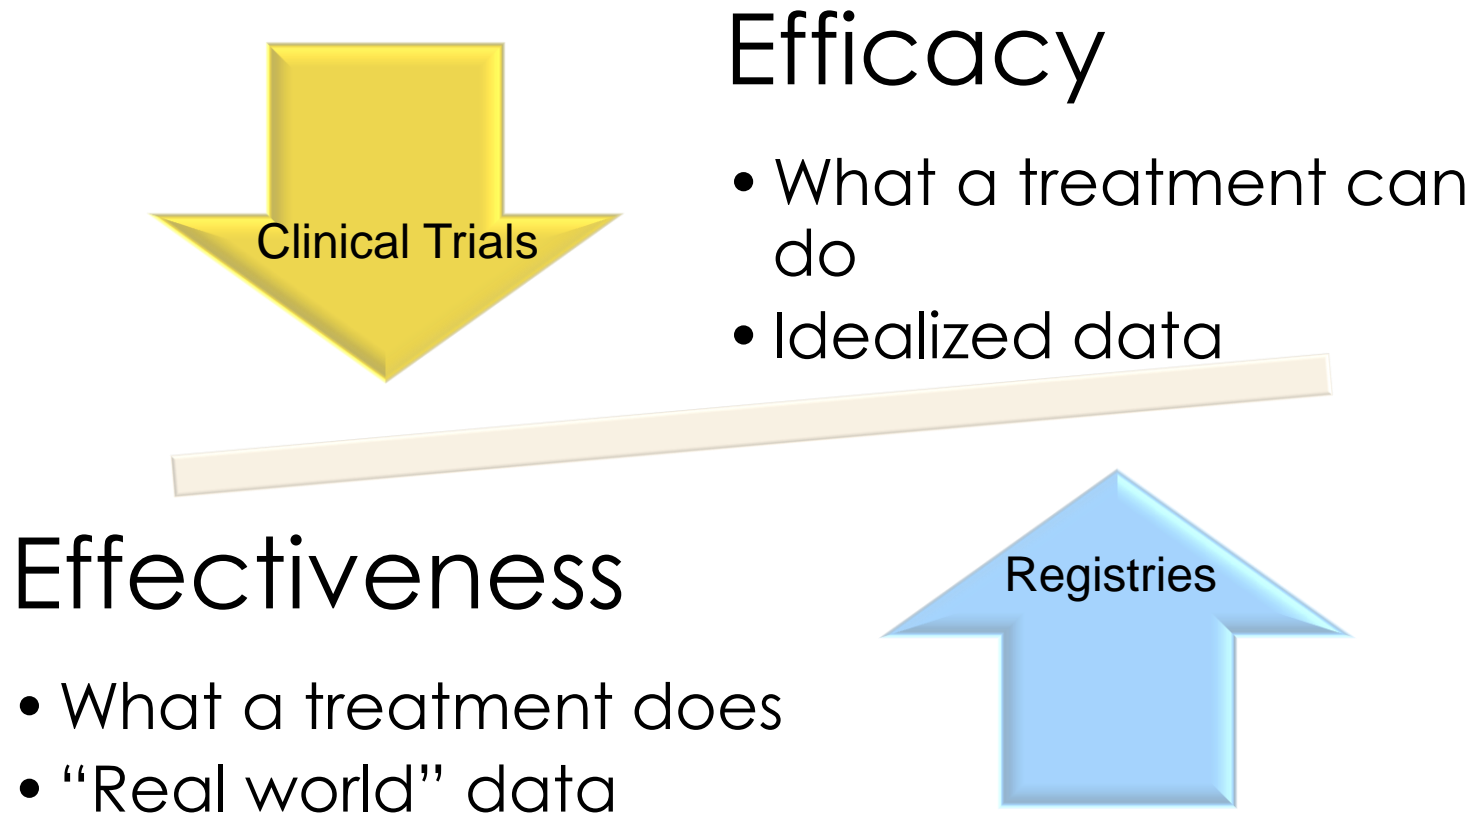 Efficacy
Clinical Trials
• What a treatment can
do
• Idealized data
Effectiveness
Registries
• What a treatment does
• “Real world” data